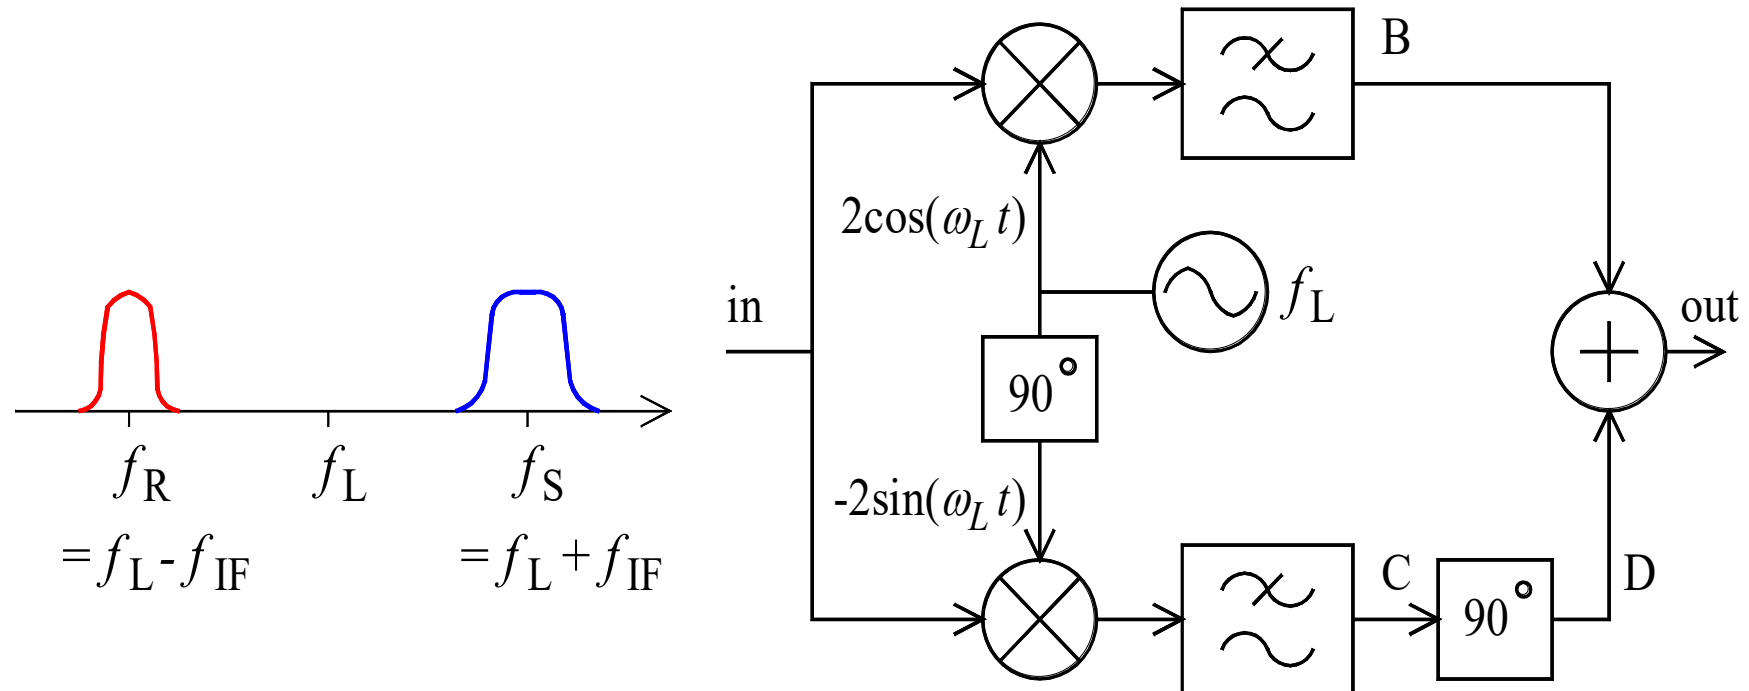 B
2cos(ω_L t)
in
f_L
out
90°
f_R
f_L
f_S
-2sin(ω_L t)
= f_L - f_IF
= f_L + f_IF
C
D
90°